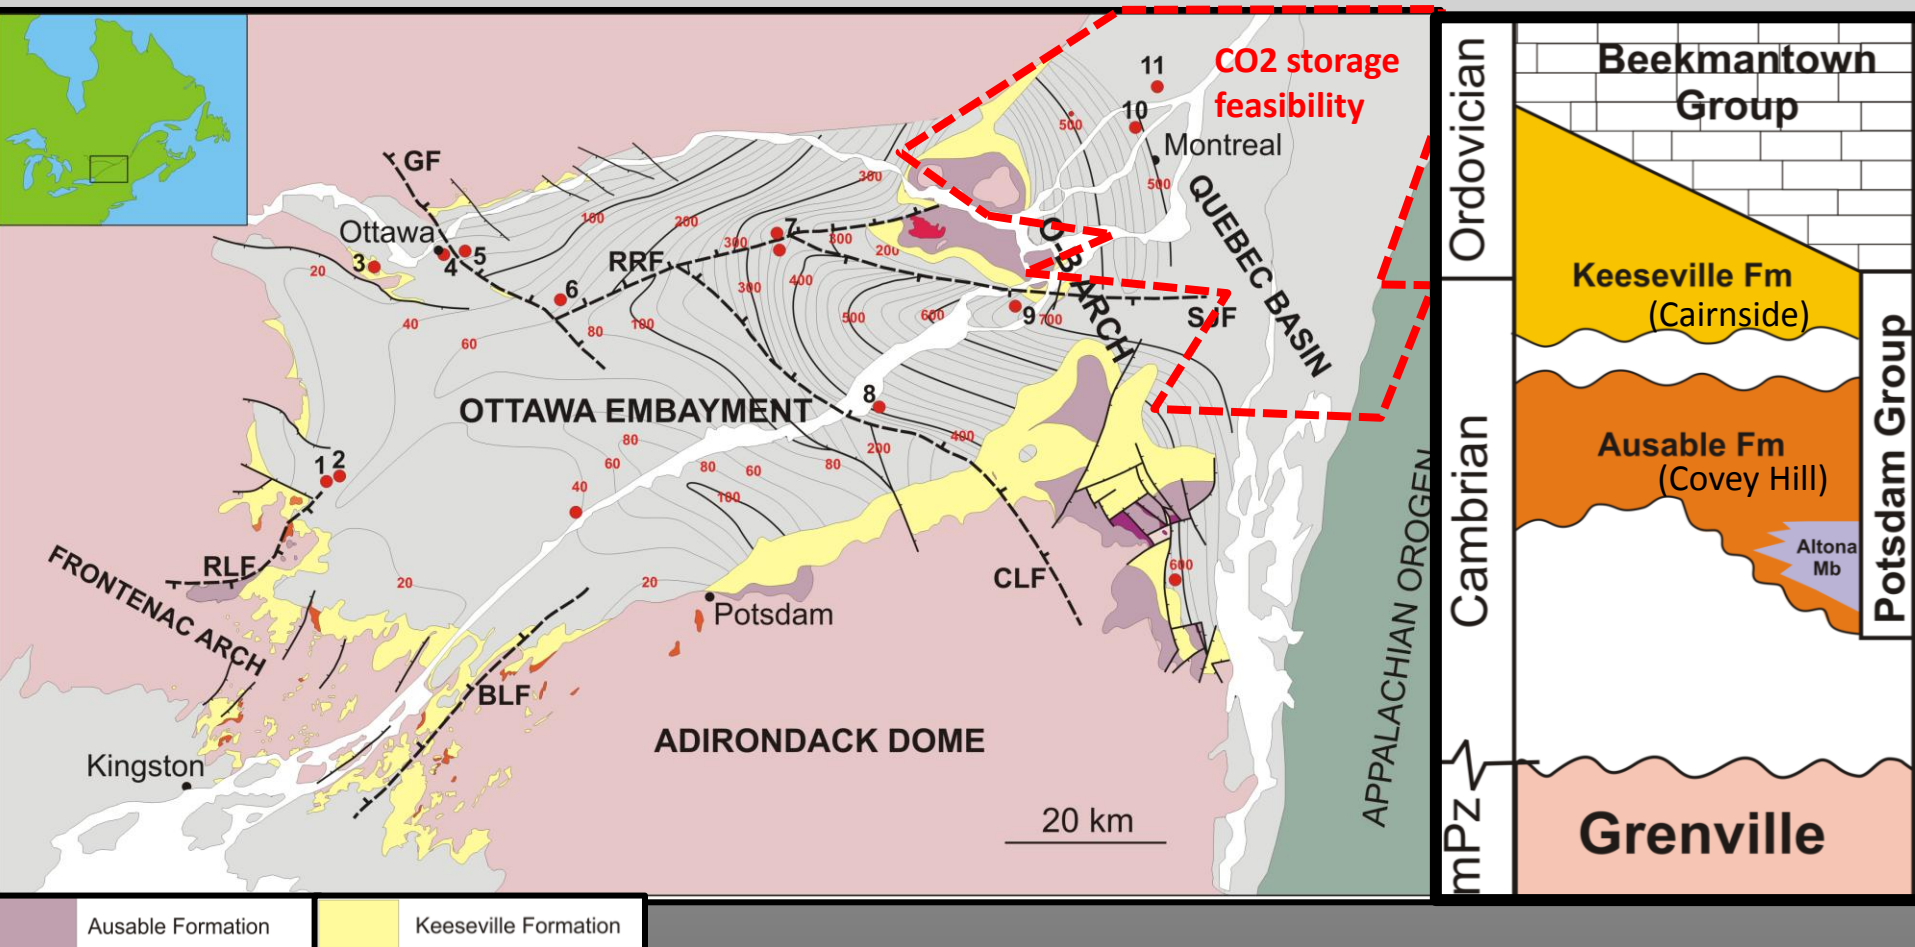 CO2 storage
feasibility
11
10
Montreal
500
500
GF
Ottawa
3
4
5
20
40
60
100
200
300
300
7
300
200
RRF
6
300
400
80
100
500
600
9
700
SJF
O-B ARCH
QUEBEC BASIN
OTTAWA EMBAYMENT
8
400
200
80
60
80
60
80
40
100
1
2
RLF
FRONTENAC ARCH
20
20
Potsdam
CLF
600
BLF
ADIRONDACK DOME
APPALACHIAN OROGEN
Kingston
20 km
Ausable Formation
Keeseville Formation
Ordovician
Cambrian
mPz
Beekmantown
Group
Keeseville Fm
(Cairnside)
Ausable Fm
(Covey Hill)
Altona
Mb
Potsdam Group
Grenville